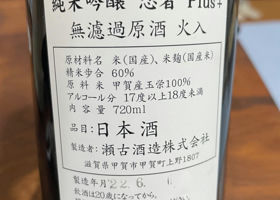 純米吟醸 忍者 Plus+
無濾過原酒 火入
原材料名 米(国産)、米麹(国産米)
精米歩合 60%
原料米 甲賀産玉栄100%
アルコール分 17度以上18度未満
内容量 720ml
品目 日本酒
製造者:瀬古酒造株式会社
滋賀県甲賀市甲賀町上野1807
製造年月 22.6.
飲酒は20歳になってから。